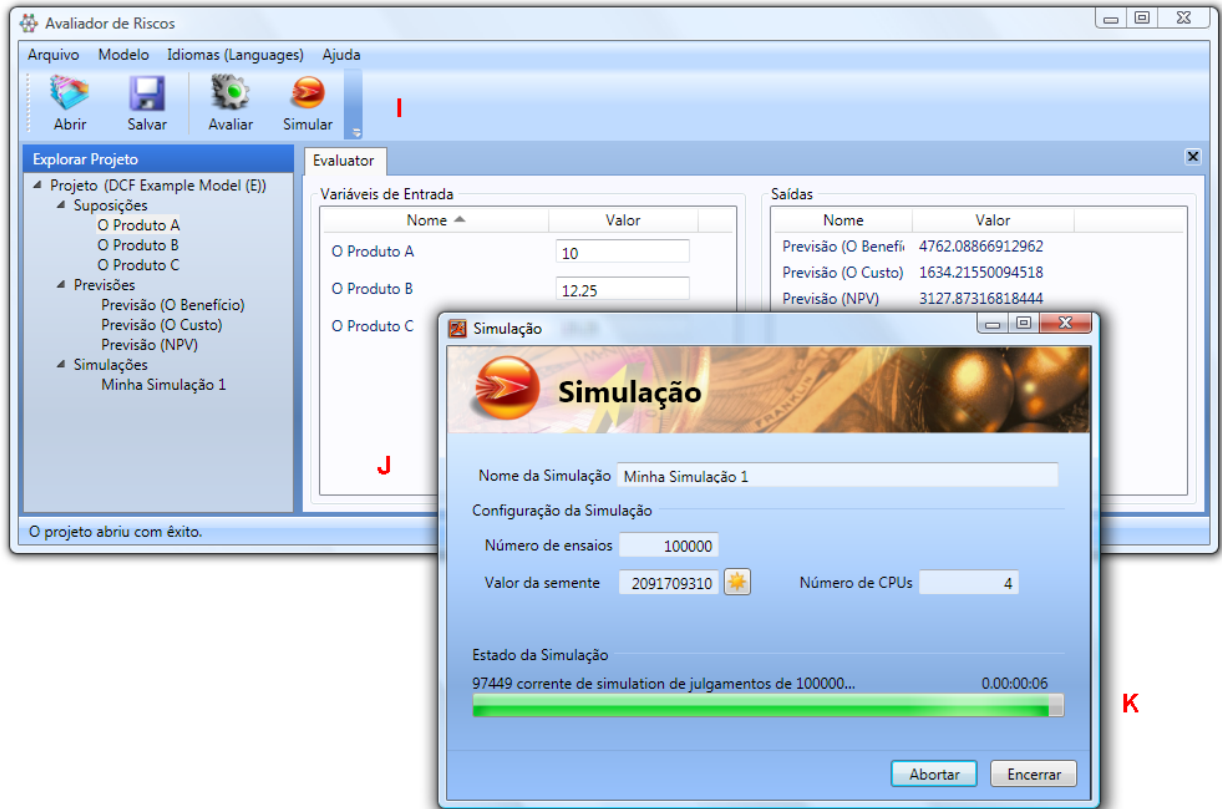 Avaliador de Riscos
Arquivo Modelo Idiomas (Languages) Ajuda
Abrir Salvar Avaliar Simular
I
Explorar Projeto
Projeto (DCF Example Model (E))
Suposições
O Produto A
O Produto B
O Produto C
Previsões
Previsão (O Benefício)
Previsão (O Custo)
Previsão (NPV)
Simulações
Minha Simulação 1
Evaluator
Variáveis de Entrada
Nome Valor
O Produto A 10
O Produto B 12.25
O Produto C
J
Saídas
Nome Valor
Previsão (O Benefí 4762.08866912962
Previsão (O Custo) 1634.21550094518
Previsão (NPV) 3127.87316818444
O projeto abriu com êxito.
Simulação
Simulação
FRANKLIN
Nome da Simulação Minha Simulação 1
Configuração da Simulação
Número de ensaios 100000
Valor da semente 2091709310 Número de CPUs 4
Estado da Simulação
97449 corrente de simulation de julgamentos de 100000... 0.00:00:06
K
Abortar Encerrar